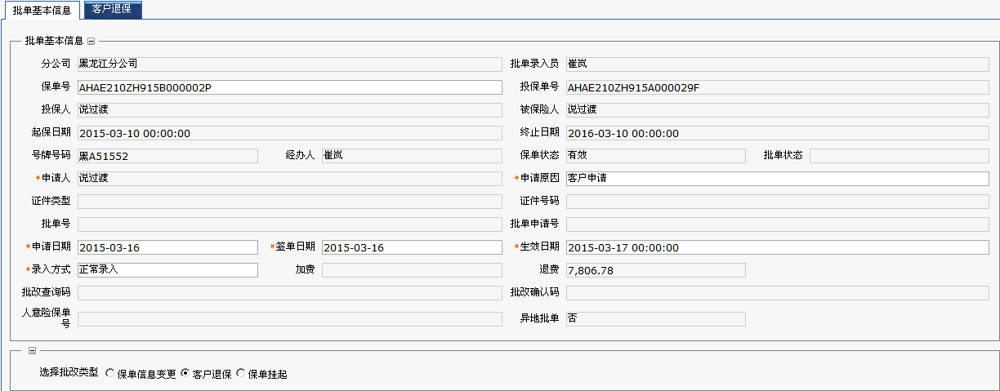 批单基本信息 客户退保
批单基本信息
分公司 黑龙江分公司 批单录入员 崔岚
保单号 AHAE210ZH915B000002P 投保单号 AHAE210ZH915A000029F
投保人 说过渡 被保险人 说过渡
起保日期 2015-03-10 00:00:00 终止日期 2016-03-10 00:00:00
号牌号码 黑A51552 经办人 崔岚 保单状态 有效 批单状态
*申请人 说过渡 *申请原因 客户申请
证件类型 证件号码
批单号 批单申请号
*申请日期 2015-03-16 *签单日期 2015-03-16 *生效日期 2015-03-17 00:00:00
*录入方式 正常录入 加费 退费 7,806.78
批改查询码 批改确认码
人意险保单
号 异地批单 否
选择批改类型 保单信息变更 客户退保 保单挂起